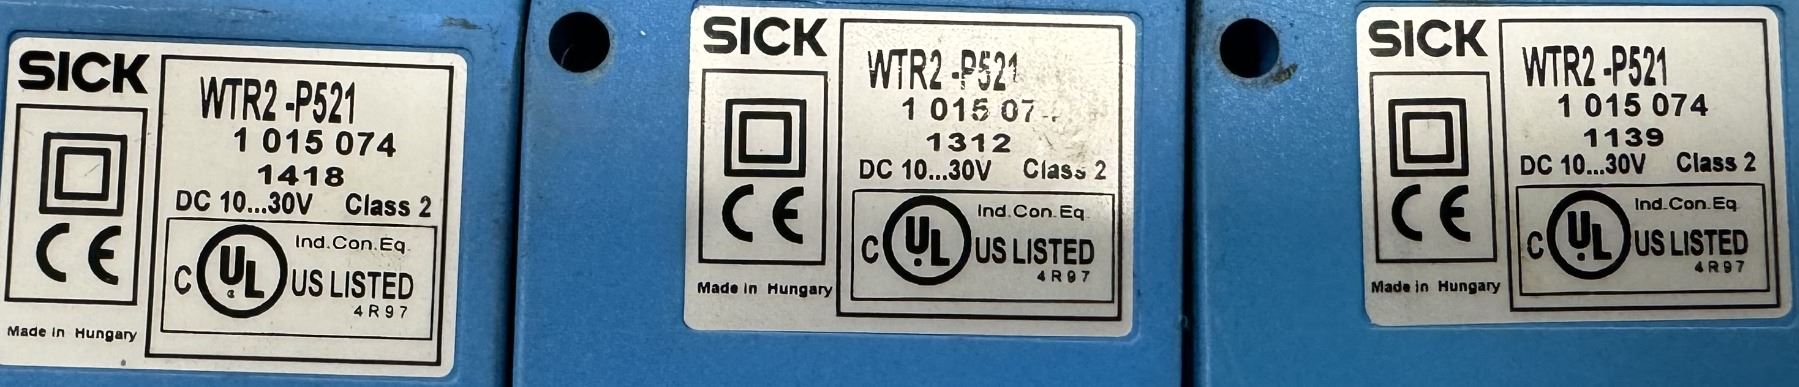 SICK
WTR2 -P521
1 015 074
1418
DC 10...30V Class 2
Ind.Con.Eq.
C UL US LISTED
4R97
Made in Hungary
SICK
WTR2 -P521
1 015 07
1312
DC 10...30V Class 2
Ind.Con.Eq.
C UL US LISTED
4R97
Made in Hungary
SICK
WTR2 -P521
1 015 074
1139
DC 10...30V Class 2
Ind.Con.Eq.
C UL US LISTED
4R97
Made in Hungary